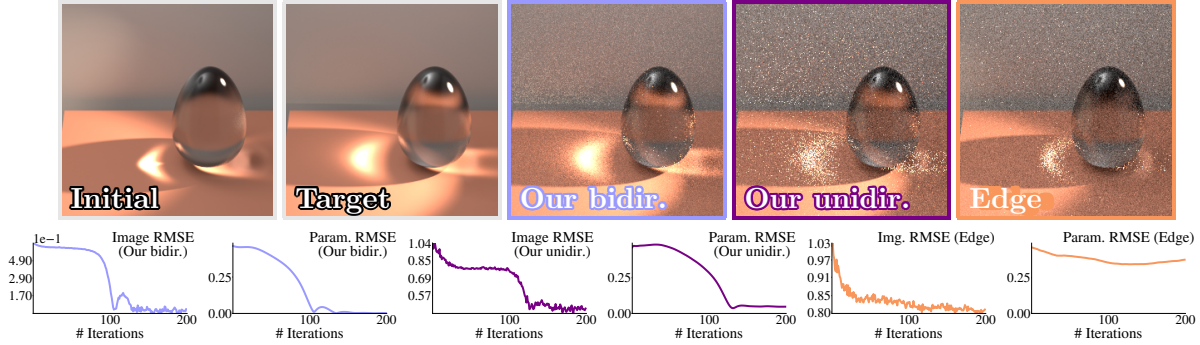 Initial
Target
Our bidir.
Our unidir.
Edge
1e−1
Image RMSE
(Our bidir.)
4.90
2.90
1.70
100
200
# Iterations
Param. RMSE
(Our bidir.)
0.25
0.00
100
200
# Iterations
Image RMSE
(Our unidir.)
1.04
0.85
0.69
0.57
100
200
# Iterations
Param. RMSE
(Our unidir.)
0.25
0.00
100
200
# Iterations
Img. RMSE (Edge)
1.03
0.97
0.91
0.85
0.80
100
200
# Iterations
Param. RMSE (Edge)
0.25
0.00
100
200
# Iterations